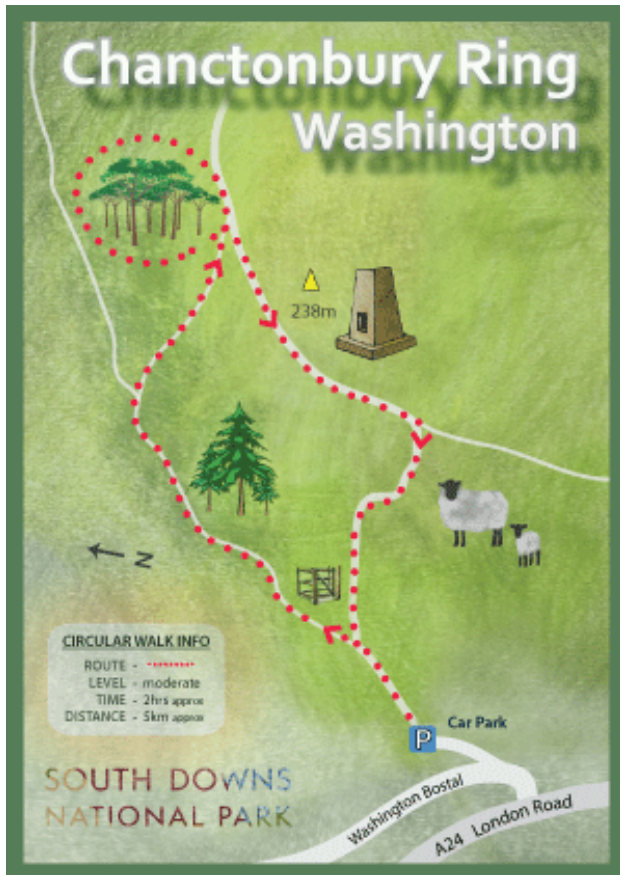 Chanctonbury Ring
Washington
238m
N
CIRCULAR WALK INFO
ROUTE -
LEVEL - moderate
TIME - 2hrs approx
DISTANCE - 5km approx
P
Car Park
Washington Bostal
A24 London Road
SOUTH DOWNS
NATIONAL PARK